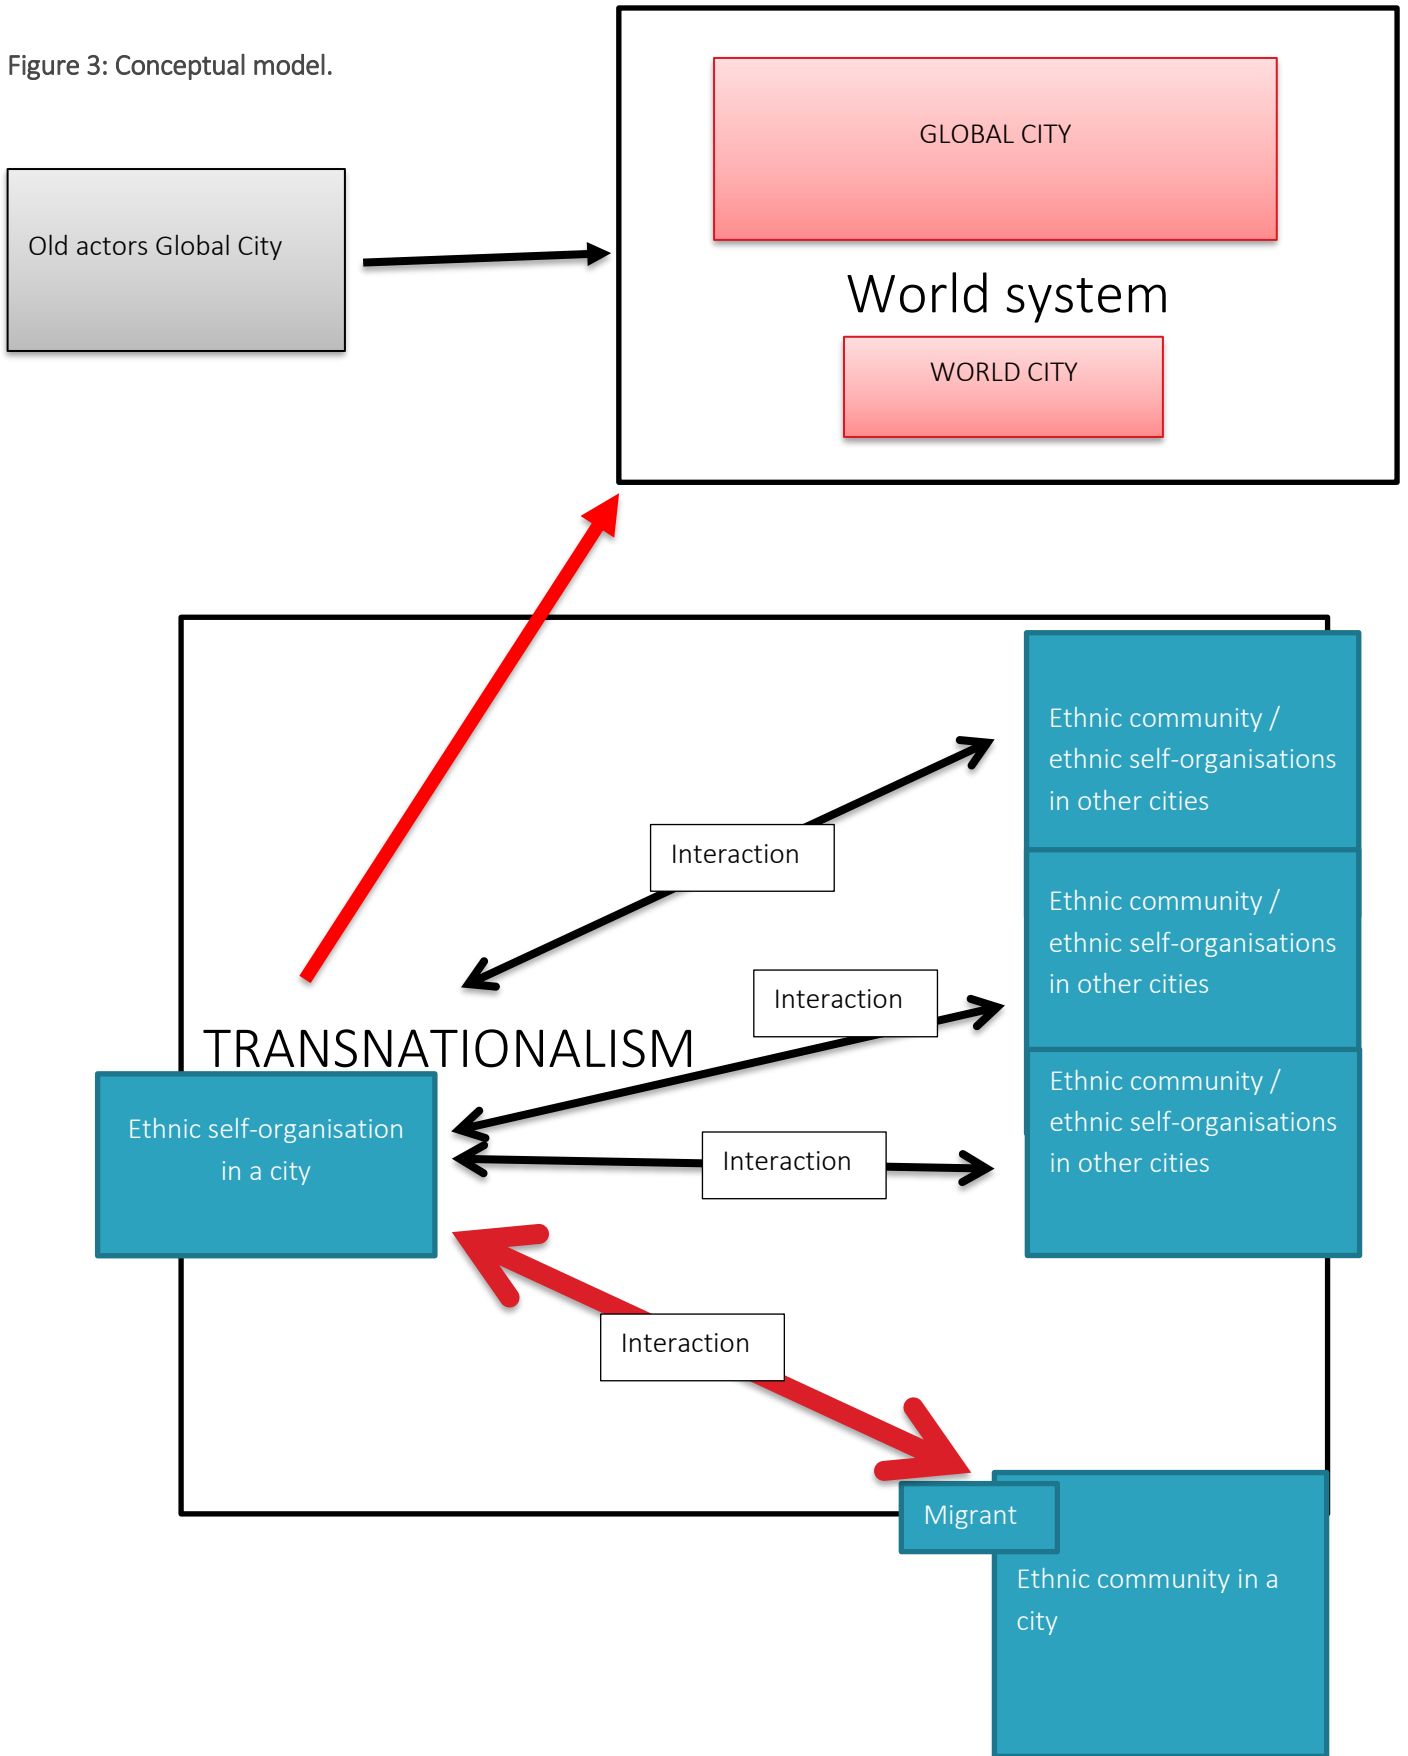 Figure 3: Conceptual model.
GLOBAL CITY
Old actors Global City
World system
WORLD CITY
Ethnic community /
ethnic self-organisations
in other cities
Interaction
Ethnic community /
ethnic self-organisations
in other cities
Interaction
TRANSNATIONALISM
Ethnic community /
ethnic self-organisations
in other cities
Ethnic self-organisation
in a city
Interaction
Interaction
Migrant
Ethnic community in a
city